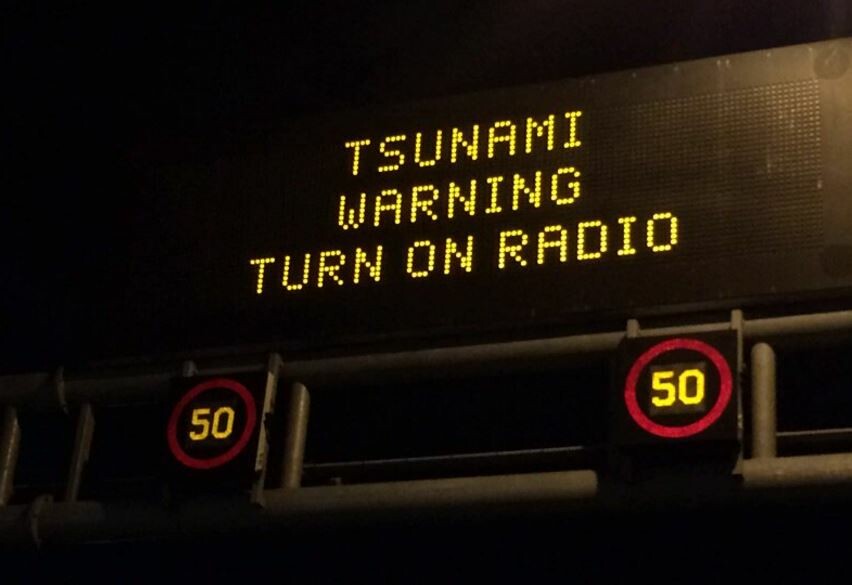 TSUNAMI
WARNING
TURN ON RADIO
50
50